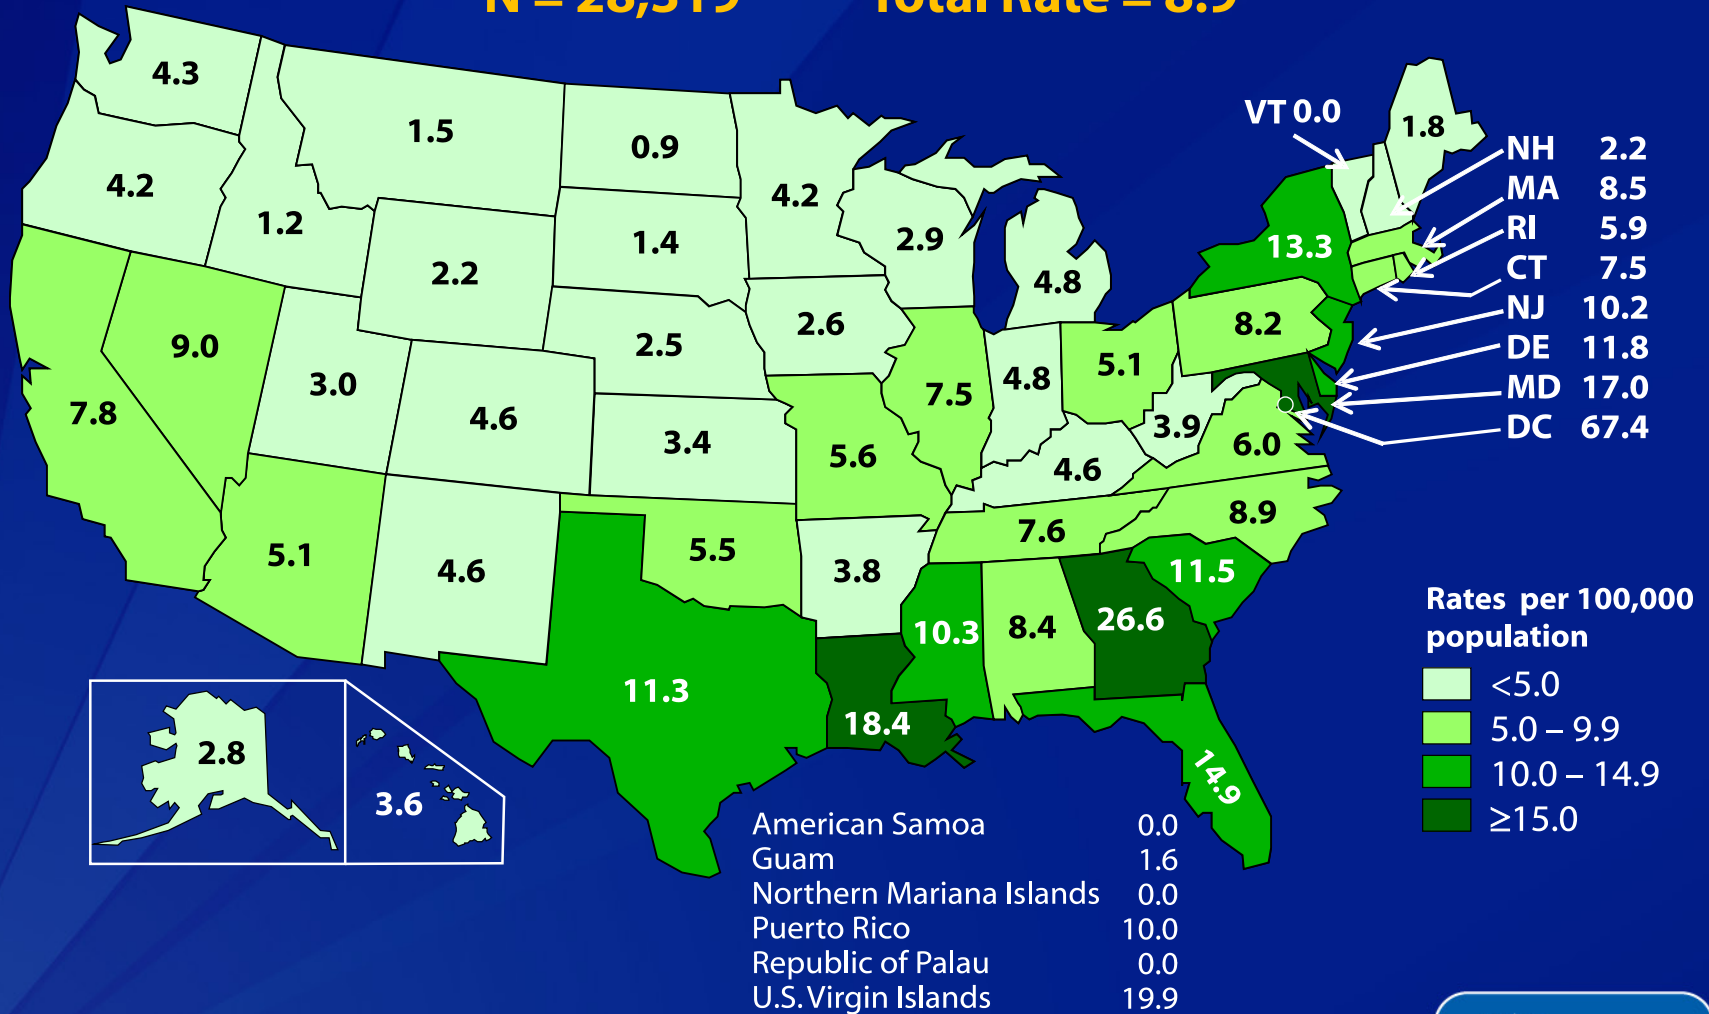 N = 28,319 Total Rate = 8.9
4.3
1.5
0.9
4.2
1.2
2.2
1.4
4.2
2.9
4.8
VT 0.0
1.8
13.3
NH 2.2
MA 8.5
RI 5.9
CT 7.5
NJ 10.2
DE 11.8
MD 17.0
DC 67.4
7.8
9.0
3.0
4.6
2.5
3.4
2.6
5.6
7.5
4.8
5.1
8.2
3.9
6.0
4.6
7.6
8.9
5.1
4.6
5.5
3.8
11.5
11.3
18.4
10.3
8.4
26.6
14.9
2.8
3.6
Rates per 100,000
population
<5.0
5.0 – 9.9
10.0 – 14.9
≥15.0
American Samoa 0.0
Guam 1.6
Northern Mariana Islands 0.0
Puerto Rico 10.0
Republic of Palau 0.0
U.S. Virgin Islands 19.9